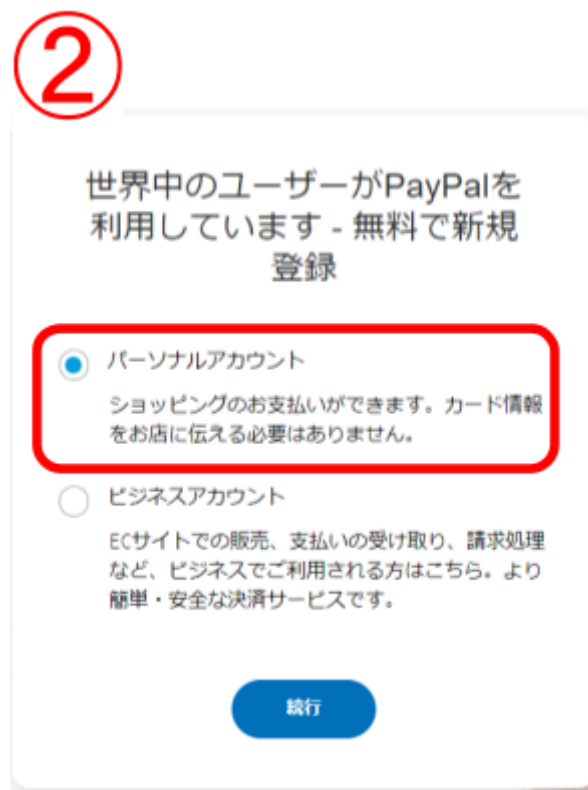 ②
世界中のユーザーがPayPalを
利用しています - 無料で新規
登録
パーソナルアカウント
ショッピングのお支払いができます。カード情報
をお店に伝える必要はありません。
ビジネスアカウント
ECサイトでの販売、支払いの受け取り、請求処理
など、ビジネスでご利用される方はこちら。より
簡単・安全な決済サービスです。
続行